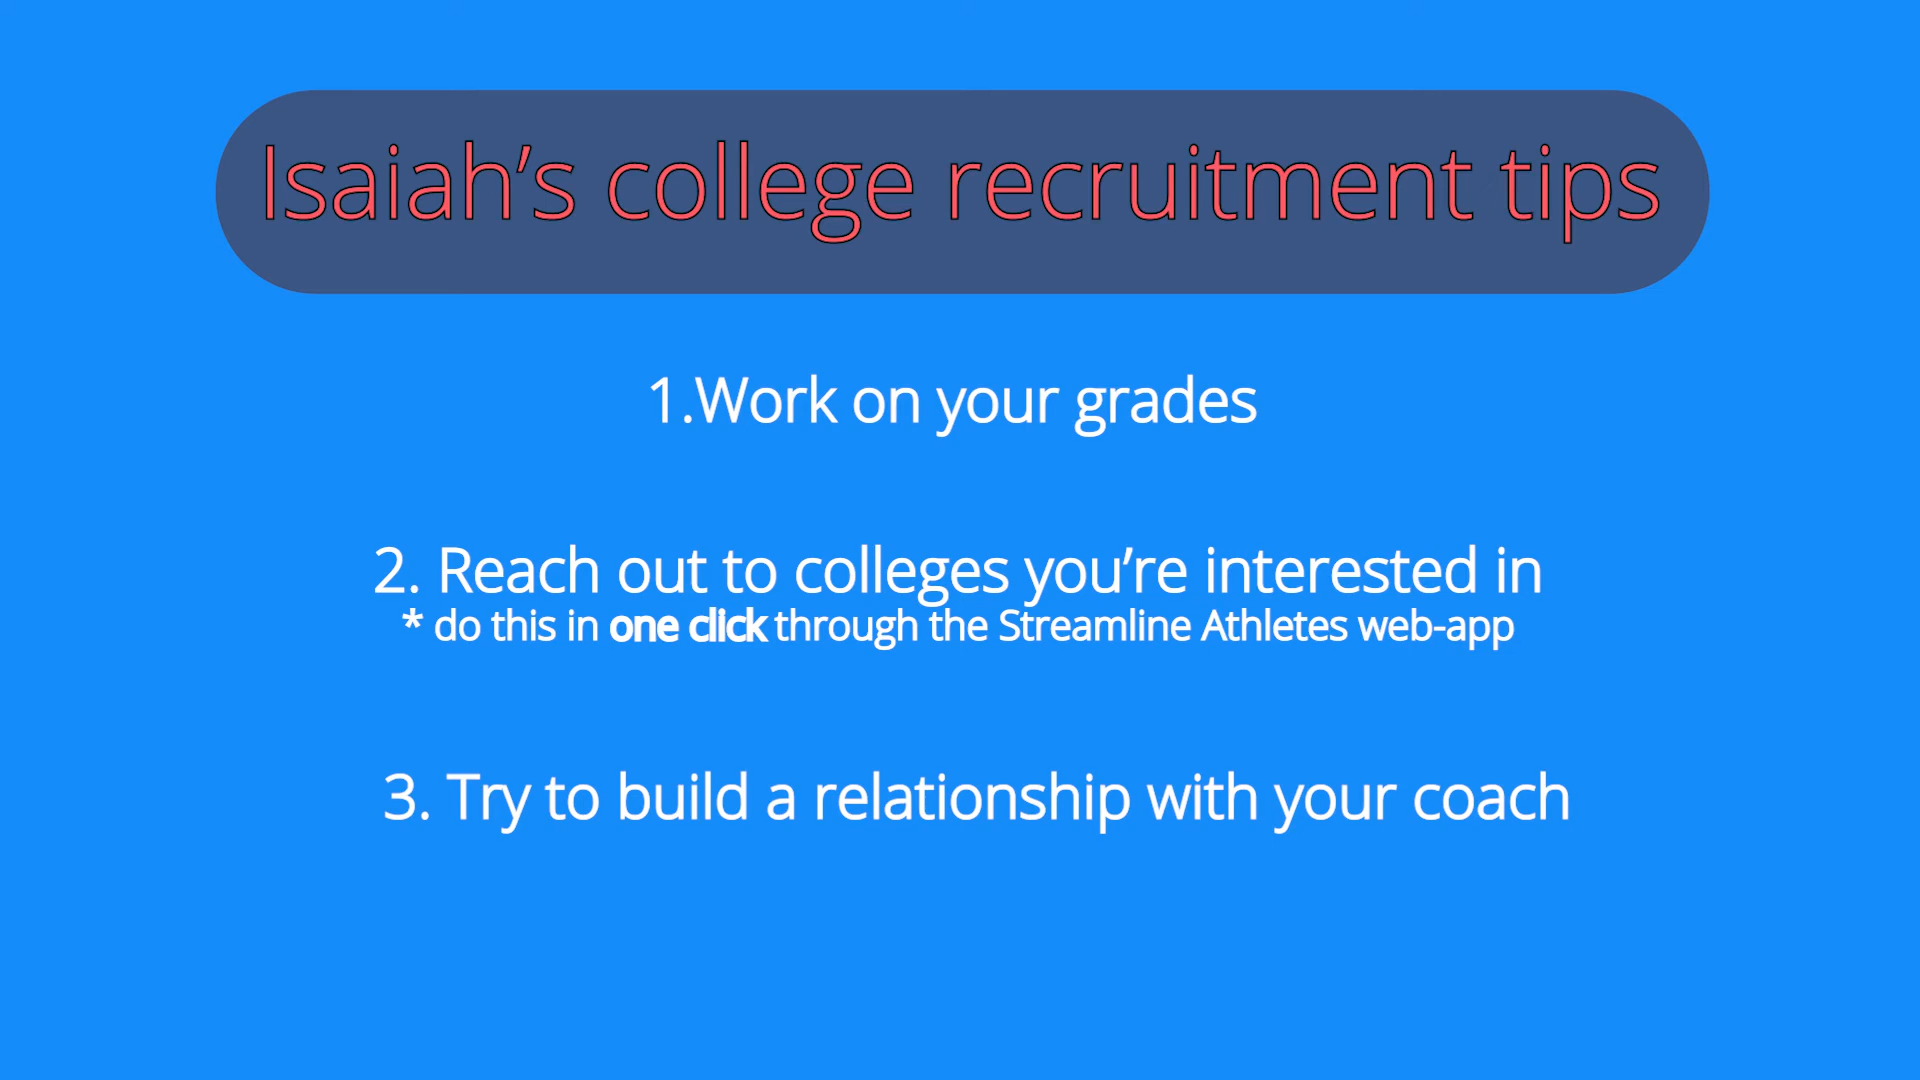 Isaiah’s college recruitment tips
1.Work on your grades
2. Reach out to colleges you’re interested in
* do this in one click through the Streamline Athletes web-app
3. Try to build a relationship with your coach